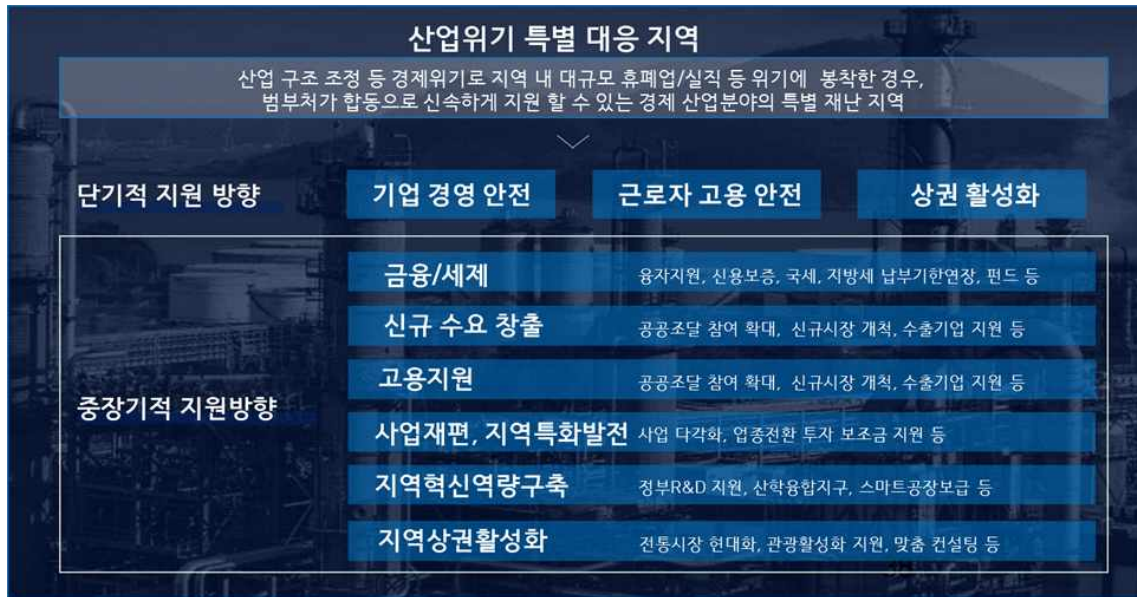 산업위기 특별 대응 지역
산업 구조 조정 등 경제위기로 지역 내 대규모 휴폐업/실직 등 위기에 봉착한 경우,
범부처가 합동으로 신속하게 지원 할 수 있는 경제 산업분야의 특별 재난 지역
단기적 지원 방향
기업 경영 안전
근로자 고용 안전
상권 활성화
중장기적 지원방향
금융/세제
융자지원, 신용보증, 국세, 지방세 납부기한연장, 펀드 등
신규 수요 창출
공공조달 참여 확대, 신규시장 개척, 수출기업 지원 등
고용지원
공공조달 참여 확대, 신규시장 개척, 수출기업 지원 등
사업재편, 지역특화발전
사업 다각화, 업종전환 투자 보조금 지원 등
지역혁신역량구축
정부R&D 지원, 산학융합지구, 스마트공장보급 등
지역상권활성화
전통시장 현대화, 관광활성화 지원, 맞춤 컨설팅 등